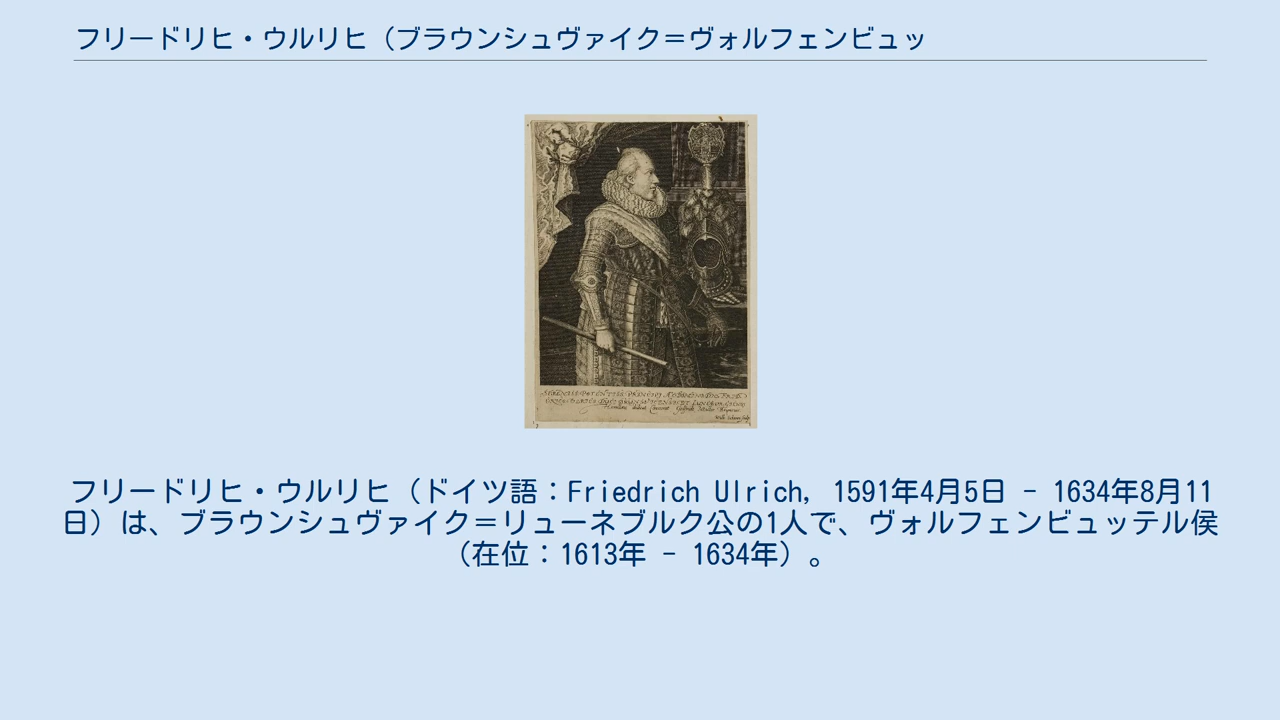 フリードリヒ・ウルリヒ（ブラウンシュヴァイク＝ヴォルフェンビュッ
フリードリヒ・ウルリヒ（ドイツ語：Friedrich Ulrich, 1591年4月5日 - 1634年8月11
日）は、ブラウンシュヴァイク＝リューネブルク公の1人で、ヴォルフェンビュッテル侯
（在位：1613年 - 1634年）。